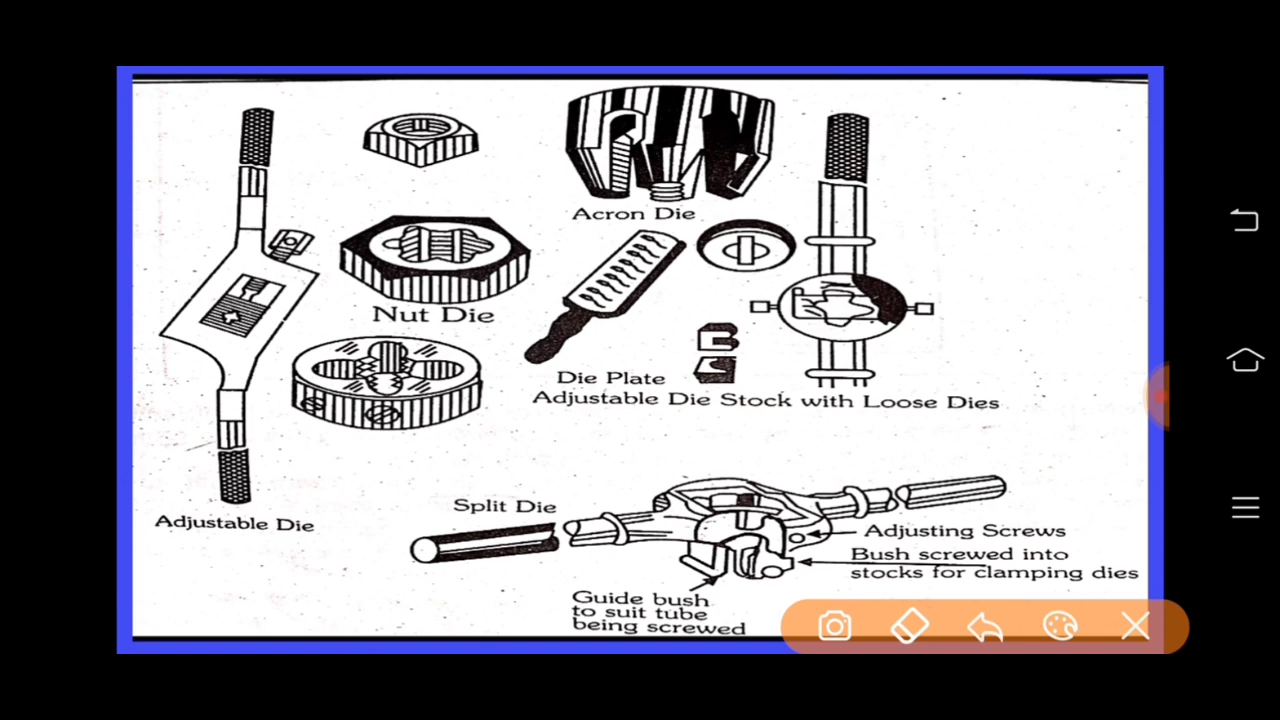 Acron Die
Nut Die
Die Plate
Adjustable Die Stock with Loose Dies
Split Die
Adjustable Die
Adjusting Screws
Bush screwed into
stocks for clamping dies
Guide bush
to suit tube
being screwed